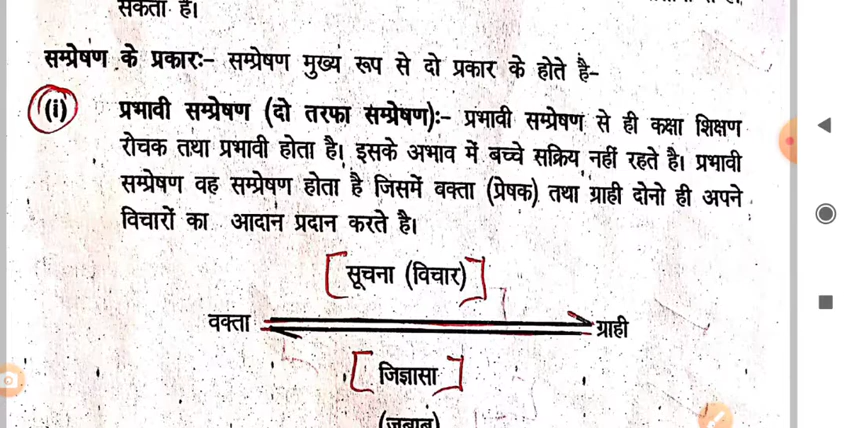 सकता है।
सम्प्रेषण के प्रकारः- सम्प्रेषण मुख्य रूप से दो प्रकार के होते है-
(i) प्रभावी सम्प्रेषण (दो तरफा सम्प्रेषण):- प्रभावी सम्प्रेषण से ही कक्षा शिक्षण
रोचक तथा प्रभावी होता है। इसके अभाव में बच्चे सक्रिय नहीं रहते है। प्रभावी
सम्प्रेषण वह सम्प्रेषण होता है जिसमें वक्ता (प्रेषक) तथा ग्राही दोनो ही अपने
विचारों का आदान प्रदान करते है।
[सूचना (विचार)]
वक्ता ग्राही
[जिज्ञासा]
(जबाब)